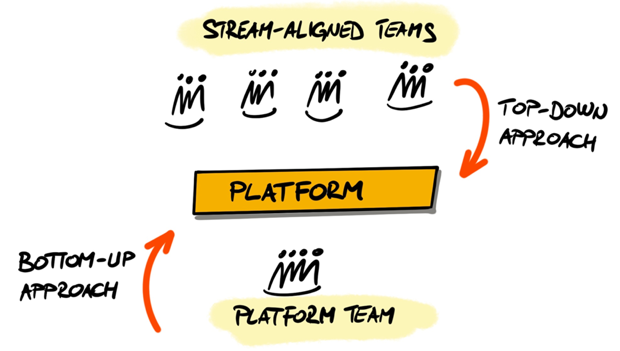 STREAM-ALIGNED TEAMS
TOP-DOWN
APPROACH
PLATFORM
BOTTOM-UP
APPROACH
PLATFORM TEAM